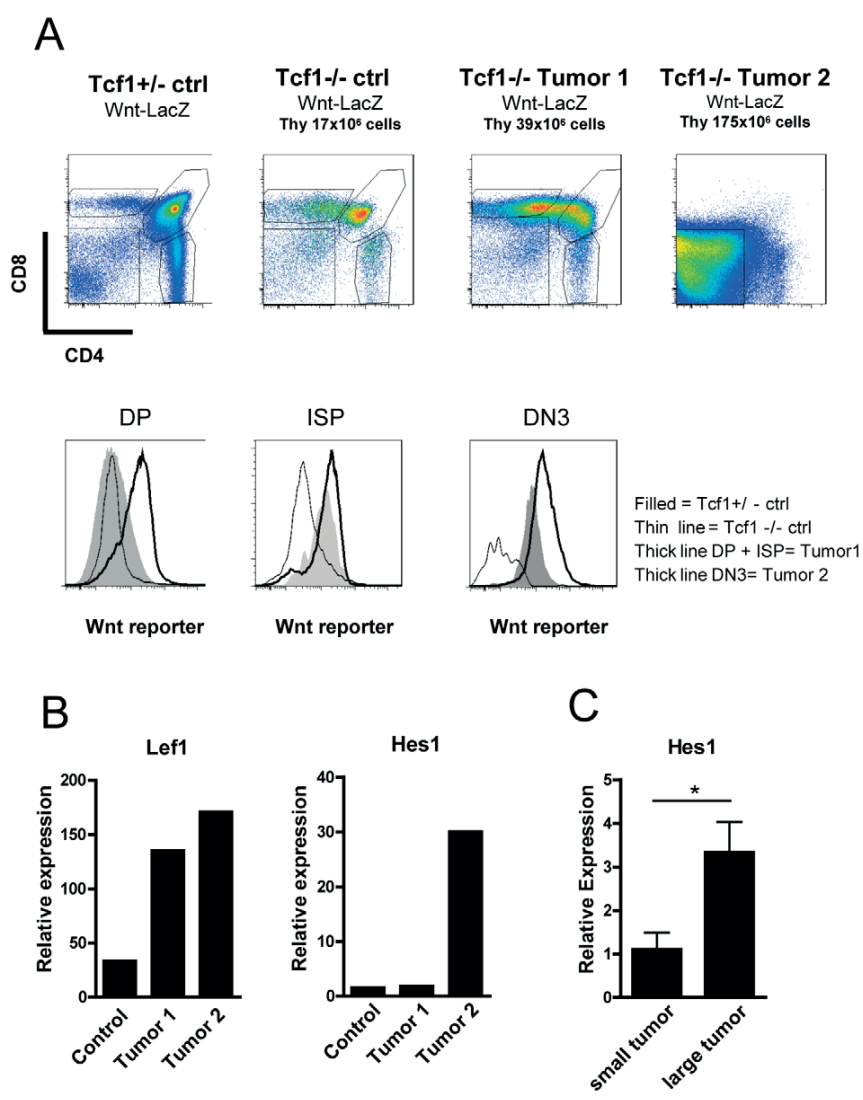 A
Tcf1+/- ctrl
Wnt-LacZ
Tcf1-/- ctrl
Wnt-LacZ
Thy 17x10⁶ cells
Tcf1-/- Tumor 1
Wnt-LacZ
Thy 39x10⁶ cells
Tcf1-/- Tumor 2
Wnt-LacZ
Thy 175x10⁶ cells
CD8
CD4
DP
Wnt reporter
ISP
Wnt reporter
DN3
Wnt reporter
Filled = Tcf1+/ - ctrl
Thin line = Tcf1 -/- ctrl
Thick line DP + ISP= Tumor1
Thick line DN3= Tumor 2
B
Lef1
Relative expression
200
150
100
50
0
Control
Tumor 1
Tumor 2
Hes1
Relative expression
40
30
20
10
0
Control
Tumor 1
Tumor 2
C
Hes1
Relative Expression
5
4
3
2
1
0
*
small tumor
large tumor